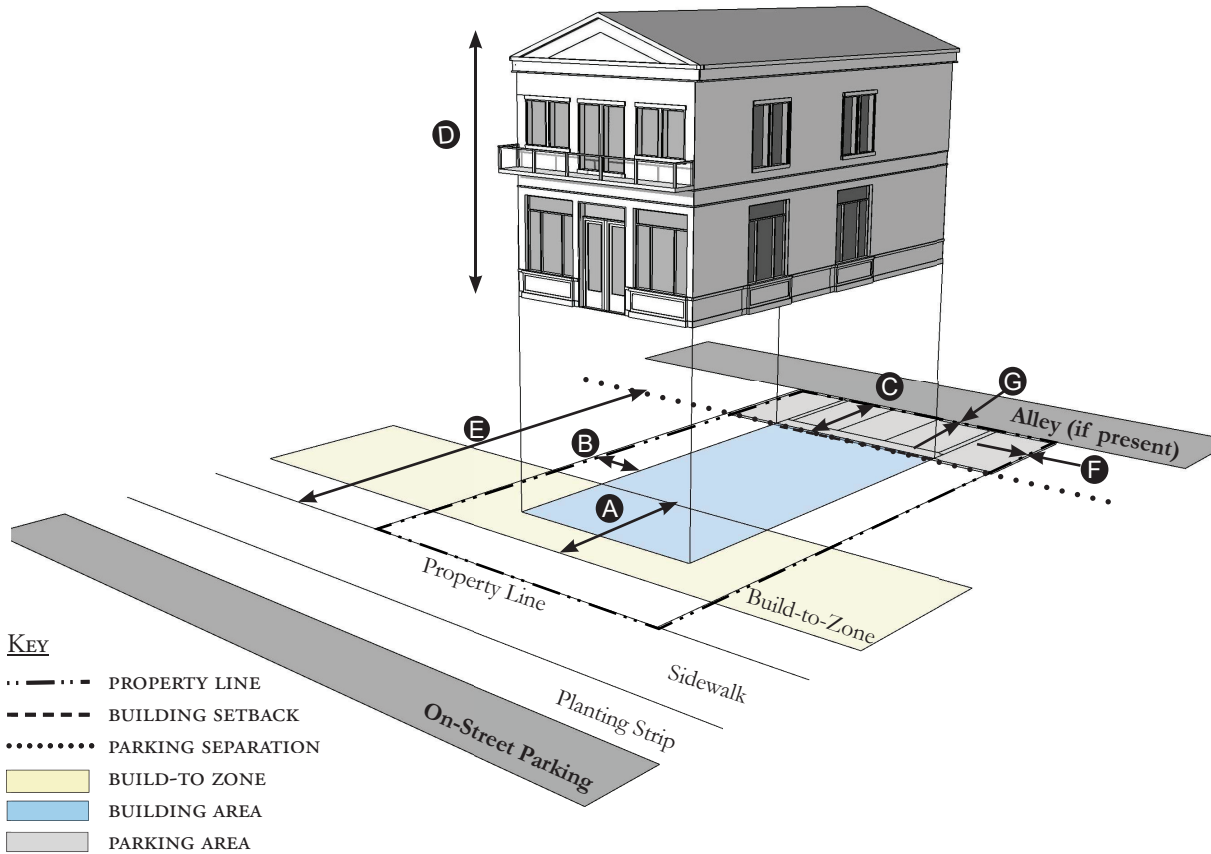 D
C
G
Alley (if present)
E
B
F
A
Property Line
Build-to-Zone
Sidewalk
Planting Strip
On-Street Parking
KEY
PROPERTY LINE
BUILDING SETBACK
PARKING SEPARATION
BUILD-TO ZONE
BUILDING AREA
PARKING AREA